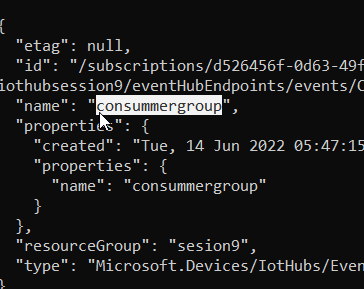 {
"etag": null,
"id": "/subscriptions/d526456f-0d63-49f
iothubsession9/eventHubEndpoints/events/C
"name": "consummergroup",
"properties": {
"created": "Tue, 14 Jun 2022 05:47:15
"properties": {
"name": "consummergroup"
}
},
"resourceGroup": "sesion9",
"type": "Microsoft.Devices/IotHubs/Event
}